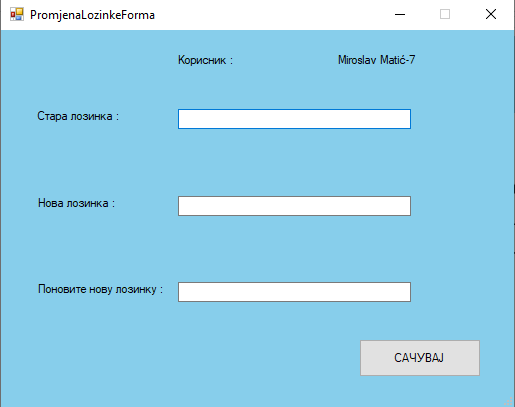 PromjenaLozinkeForma
Корисник : Miroslav Matić-7
Стара лозинка :
Нова лозинка :
Поновите нову лозинку :
САЧУВАЈ